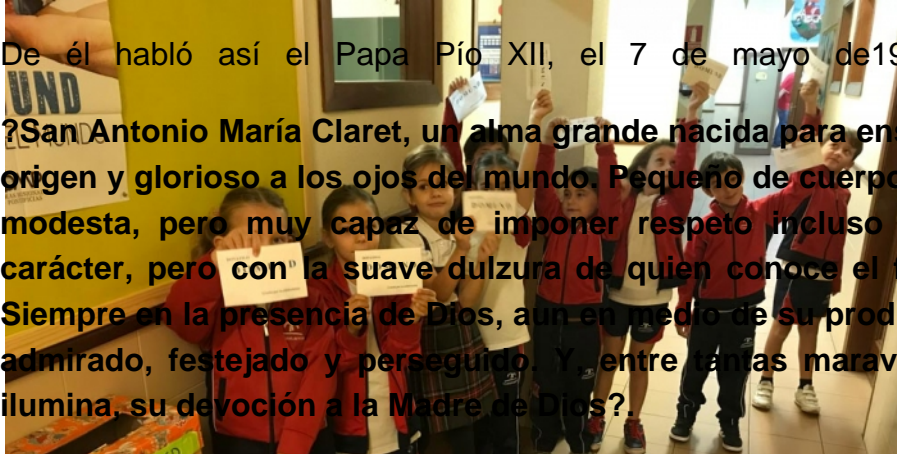 De él habló así el Papa Pío XII, el 7 de mayo de19
UND
?San Antonio María Claret, un alma grande nacida para ens
origen y glorioso a los ojos del mundo. Pequeño de cuerpo
modesta, pero muy capaz de imponer respeto incluso
carácter, pero con la suave dulzura de quien conoce el f
Siempre en la presencia de Dios, aun en medio de su prod
admirado, festejado y perseguido. Y, entre tantas marav
ilumina, su devoción a la Madre de Dios?.